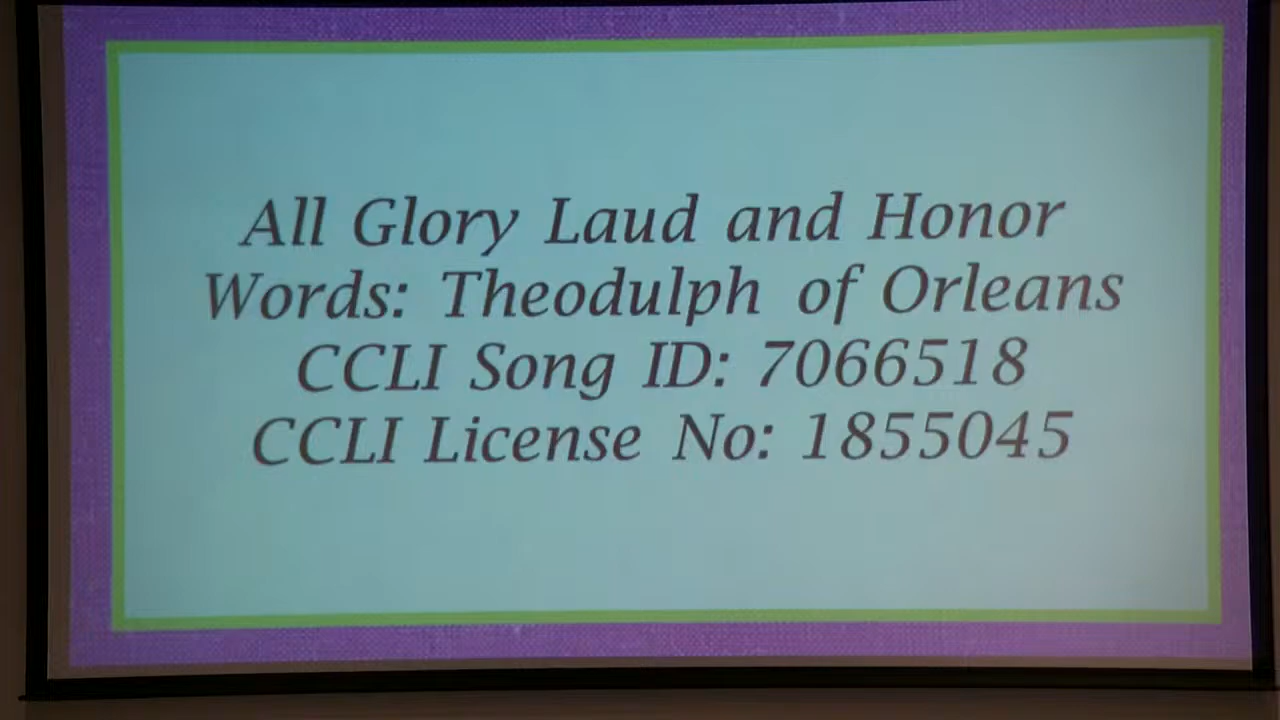 All Glory Laud and Honor
Words: Theodulph of Orleans
CCLI Song ID: 7066518
CCLI License No: 1855045